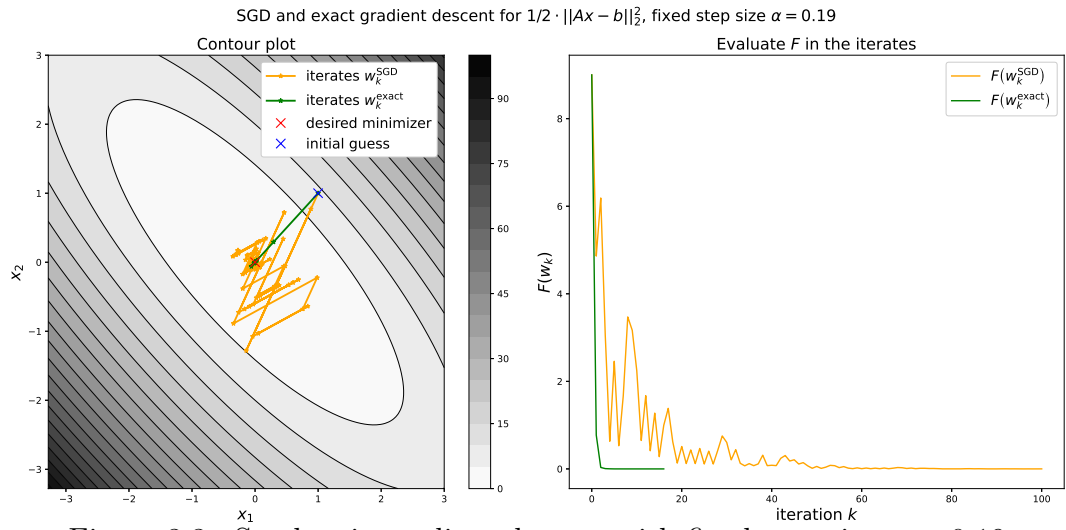 SGD and exact gradient descent for 1/2 · ||Ax − b||₂², fixed step size α = 0.19
Contour plot
iterates w_k^SGD
iterates w_k^exact
desired minimizer
initial guess
3
2
1
0
−1
−2
−3
x₂
−3 −2 −1 0 1 2 3
x₁
90
75
60
45
30
15
0
Evaluate F in the iterates
F(w_k^SGD)
F(w_k^exact)
8
6
4
2
0
F(w_k)
0 20 40 60 80 100
iteration k